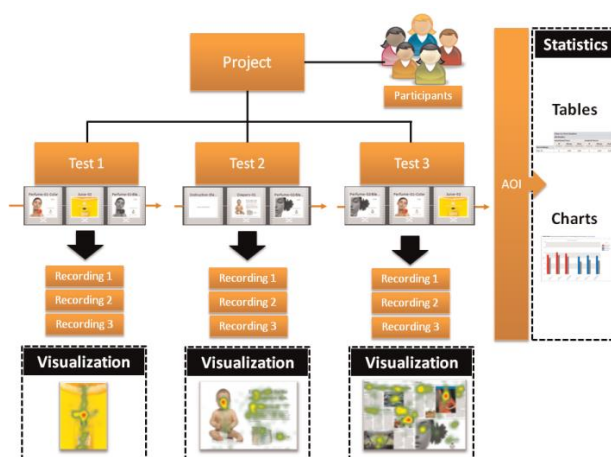 Project
Participants
Statistics
Tables
Charts
AOI
Test 1
Test 2
Test 3
Recording 1
Recording 2
Recording 3
Recording 1
Recording 2
Recording 3
Recording 1
Recording 2
Recording 3
Visualization
Visualization
Visualization